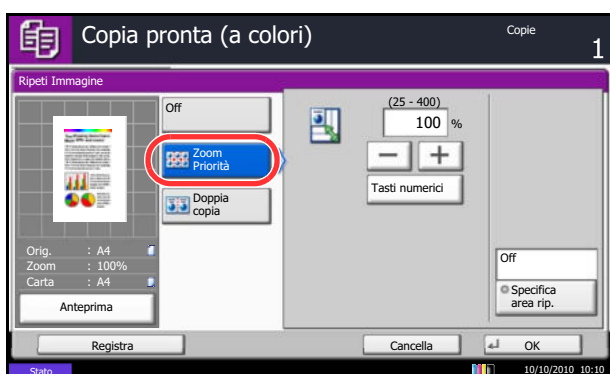 Copia pronta (a colori)
Copie
1
Ripeti Immagine
Off
Zoom
Priorità
Doppia
copia
(25 - 400)
100 %
Tasti numerici
Orig. : A4
Zoom : 100%
Carta : A4
Anteprima
Off
Specifica
area rip.
Registra
Cancella
OK
Stato
10/10/2010 10:10